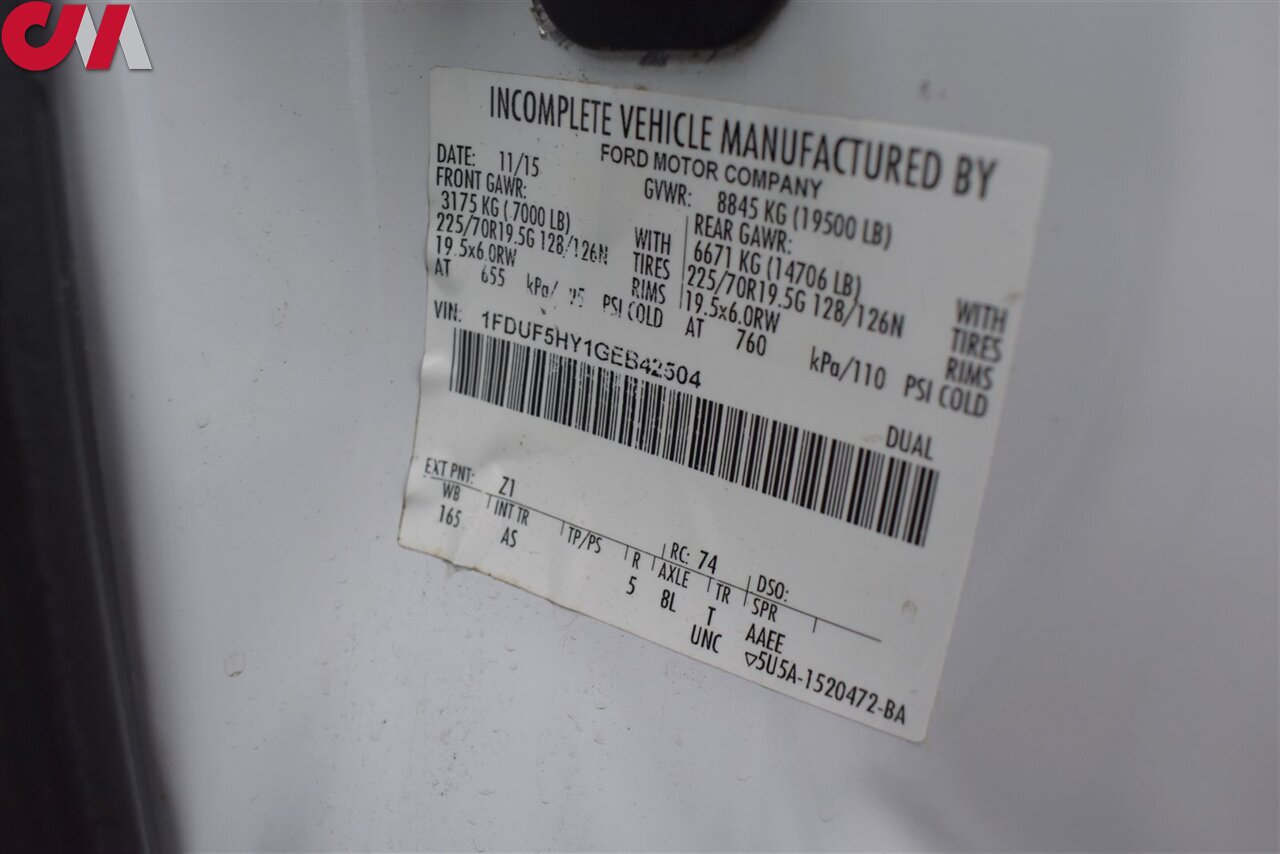 CM
INCOMPLETE VEHICLE MANUFACTURED BY
FORD MOTOR COMPANY
DATE: 11/15 GVWR: 8845 KG (19500 LB)
FRONT GAWR: REAR GAWR:
3175 KG ( 7000 LB) WITH 6671 KG (14706 LB) WITH
225/70R19.5G 128/126N TIRES 225/70R19.5G 128/126N TIRES
19.5x6.0RW RIMS 19.5x6.0RW RIMS
AT 655 kPa/ 95 PSI COLD AT 760 kPa/110 PSI COLD
VIN: 1FDUF5HY1GEB42504
DUAL
EXT PNT: Z1 RC: 74 DSO:
WB INT TR TP/PS R AXLE TR SPR
165 AS 5 8L T AAEE
UNC ▽5U5A-1520472-BA